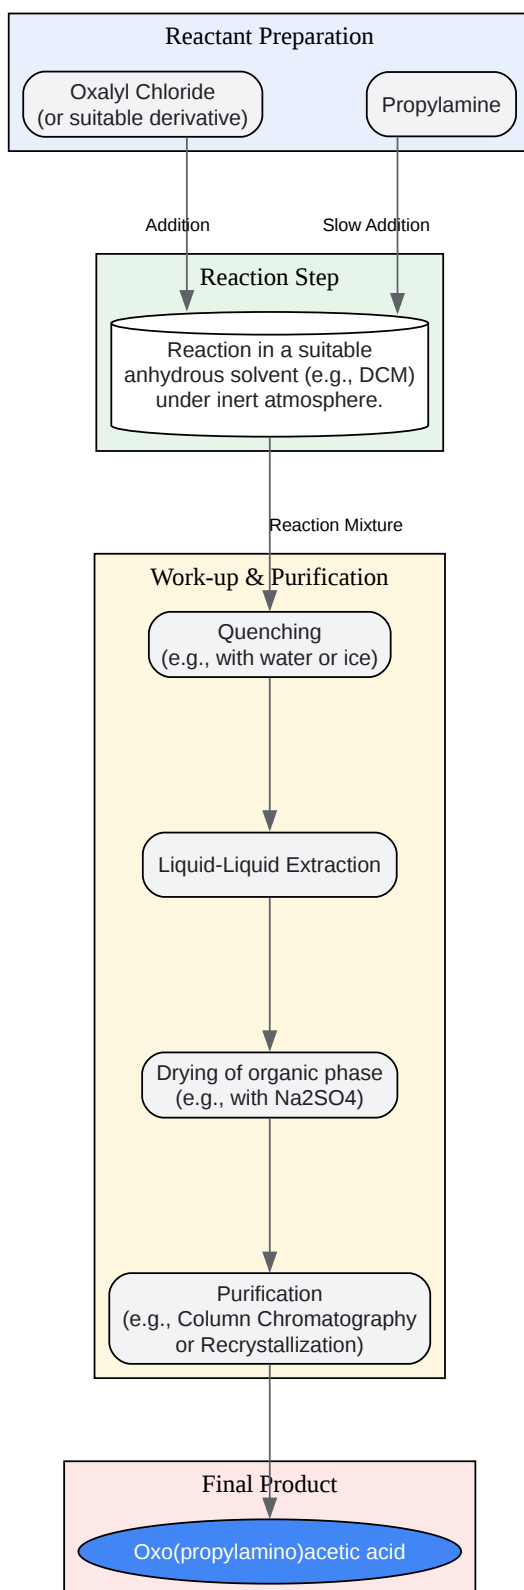 Reactant Preparation
Oxalyl Chloride
(or suitable derivative)
Propylamine
Addition
Slow Addition
Reaction Step
Reaction in a suitable
anhydrous solvent (e.g., DCM)
under inert atmosphere.
Reaction Mixture
Work-up & Purification
Quenching
(e.g., with water or ice)
Liquid-Liquid Extraction
Drying of organic phase
(e.g., with Na2SO4)
Purification
(e.g., Column Chromatography
or Recrystallization)
Final Product
Oxo(propylamino)acetic acid